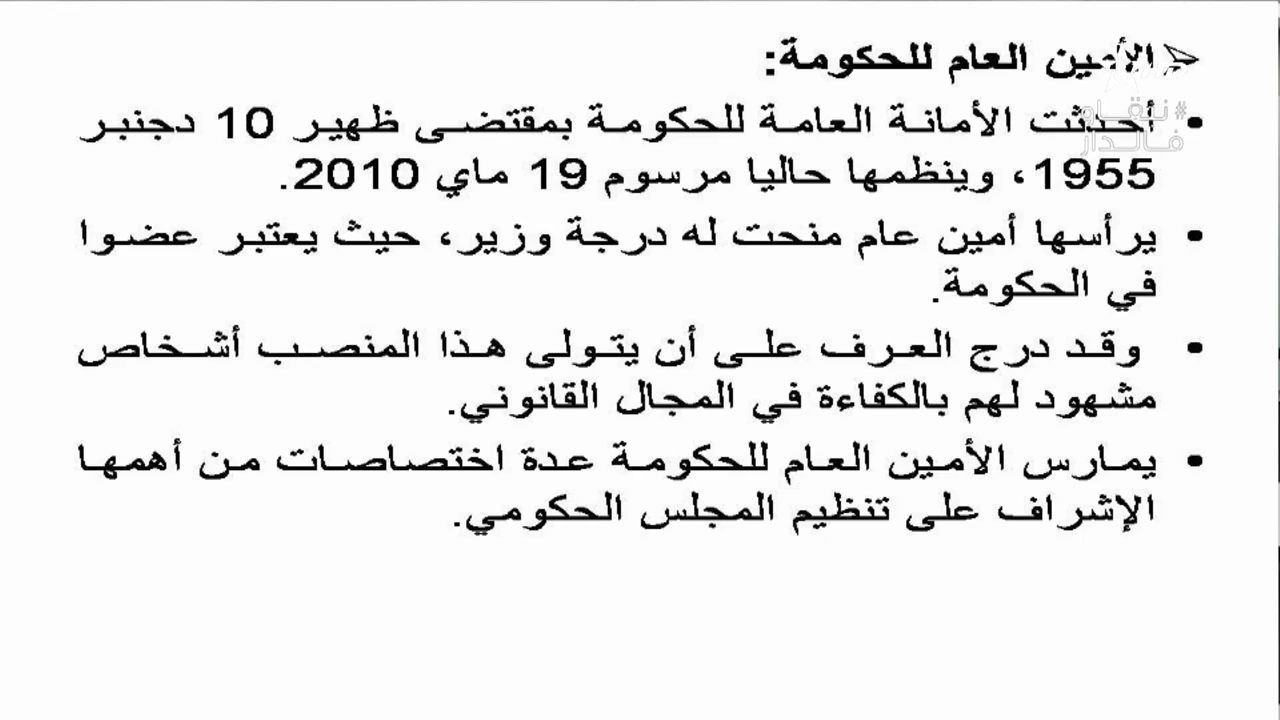 الأمين العام للحكومة:
• أحدثت الأمانة العامة للحكومة بمقتضى ظهير 10 دجنبر
1955، وينظمها حاليا مرسوم 19 ماي 2010.
• يرأسها أمين عام منحت له درجة وزير، حيث يعتبر عضوا
في الحكومة.
• وقد درج العرف على أن يتولى هذا المنصب أشخاص
مشهود لهم بالكفاءة في المجال القانوني.
• يمارس الأمين العام للحكومة عدة اختصاصات من أهمها
الإشراف على تنظيم المجلس الحكومي.
#نتقاو
فالدار